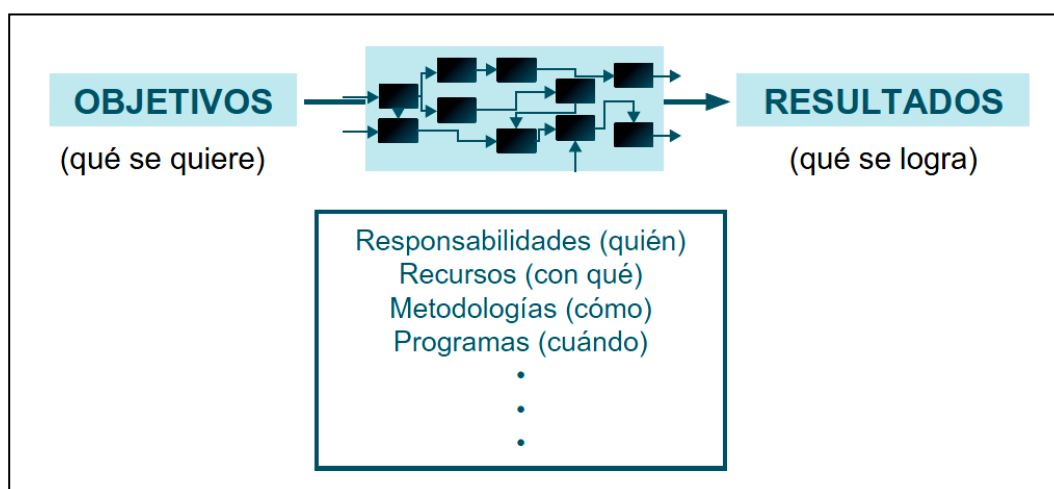 OBJETIVOS
(qué se quiere)
RESULTADOS
(qué se logra)
Responsabilidades (quién)
Recursos (con qué)
Metodologías (cómo)
Programas (cuándo)
•
•
•